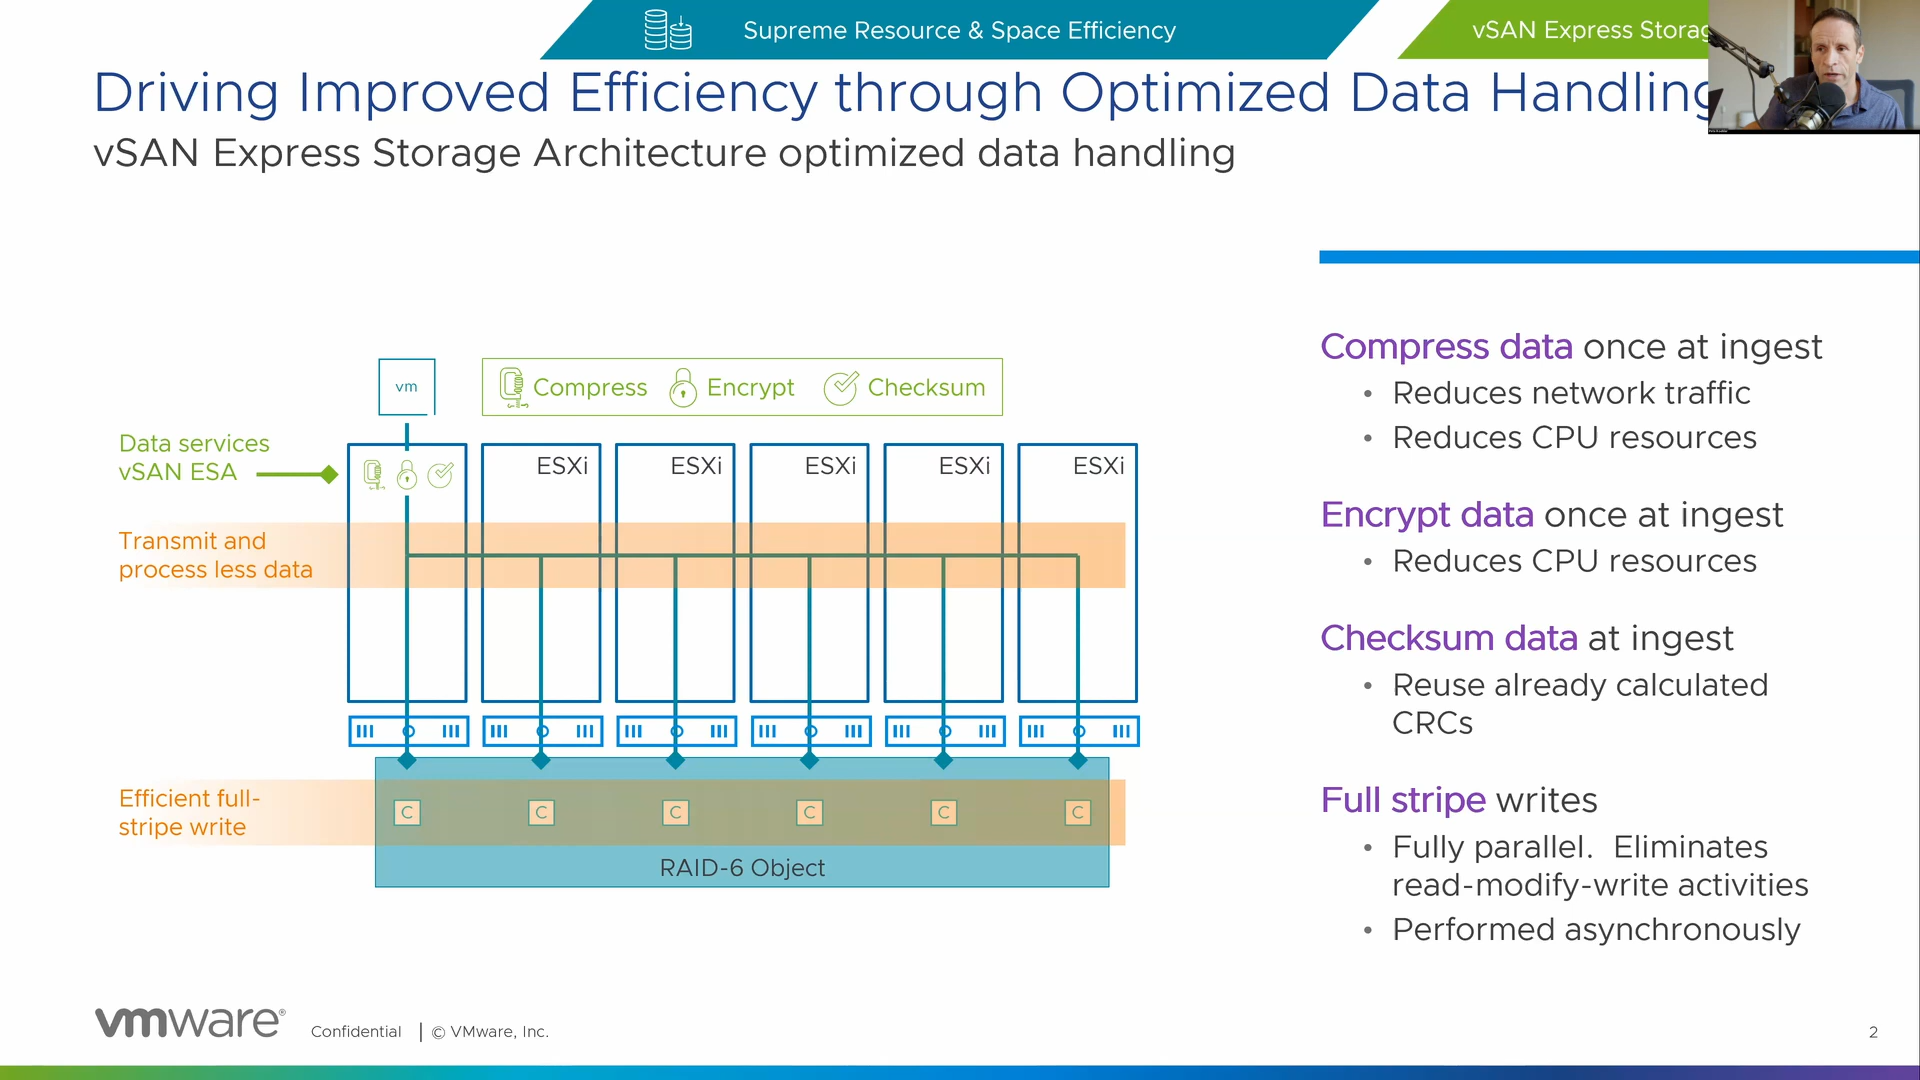 Supreme Resource & Space Efficiency
vSAN Express Storag
Driving Improved Efficiency through Optimized Data Handling
vSAN Express Storage Architecture optimized data handling
vm
Compress
Encrypt
Checksum
Data services
vSAN ESA
ESXi
ESXi
ESXi
ESXi
ESXi
Transmit and
process less data
Efficient full-
stripe write
C
C
C
C
C
C
RAID-6 Object
Compress data once at ingest
• Reduces network traffic
• Reduces CPU resources
Encrypt data once at ingest
• Reduces CPU resources
Checksum data at ingest
• Reuse already calculated
CRCs
Full stripe writes
• Fully parallel.  Eliminates
read-modify-write activities
• Performed asynchronously
vmware®
Confidential | © VMware, Inc.
2